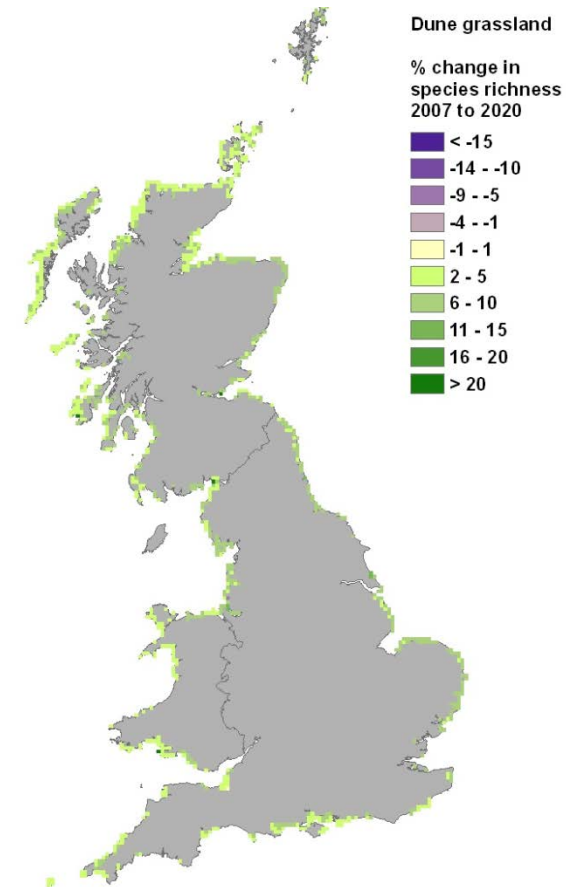 Dune grassland
% change in
species richness
2007 to 2020
< -15
-14 - -10
-9 - -5
-4 - -1
-1 - 1
2 - 5
6 - 10
11 - 15
16 - 20
> 20